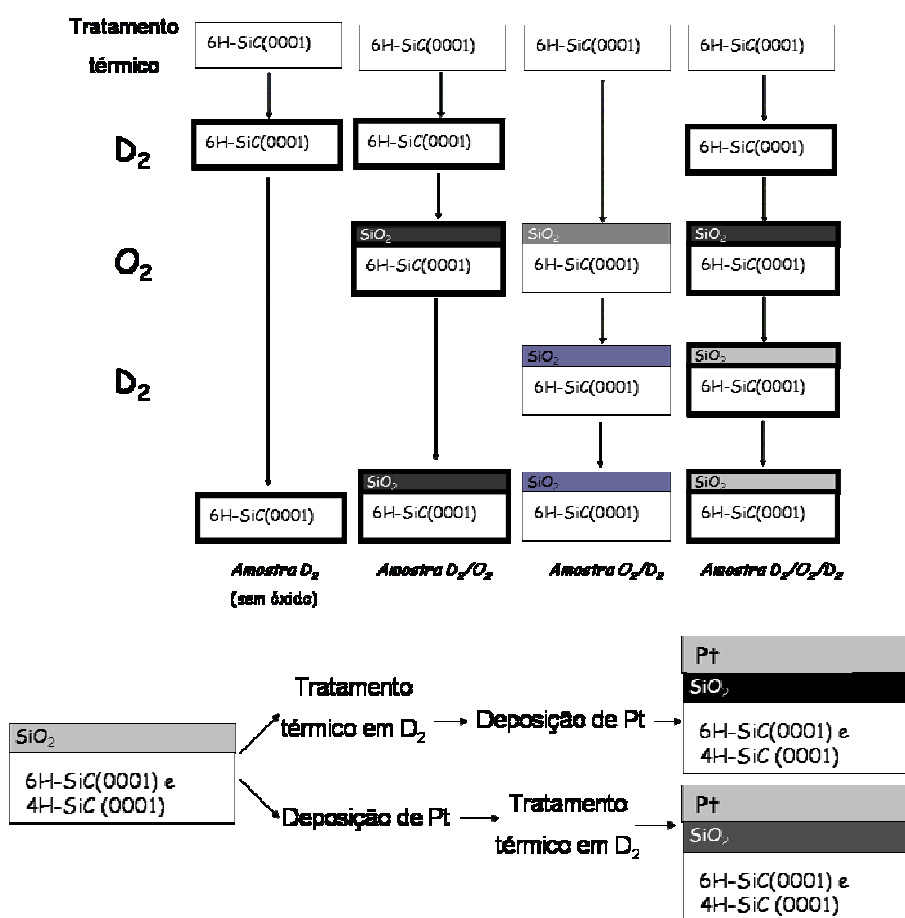 Tratamento
térmico
6H-SiC(0001)
6H-SiC(0001)
6H-SiC(0001)
6H-SiC(0001)
D₂
6H-SiC(0001)
6H-SiC(0001)
6H-SiC(0001)
O₂
SiO₂
6H-SiC(0001)
SiO₂
6H-SiC(0001)
SiO₂
6H-SiC(0001)
D₂
SiO₂
6H-SiC(0001)
SiO₂
6H-SiC(0001)
6H-SiC(0001)
SiO₂
6H-SiC(0001)
SiO₂
6H-SiC(0001)
SiO₂
6H-SiC(0001)
Amostra D₂
(sem óxido)
Amostra D₂/O₂
Amostra O₂/D₂
Amostra D₂/O₂/D₂
SiO₂
6H-SiC(0001) e
4H-SiC (0001)
Tratamento
térmico em D₂
Deposição de Pt
Pt
SiO₂
6H-SiC(0001) e
4H-SiC (0001)
Deposição de Pt
Tratamento
térmico em D₂
Pt
SiO₂
6H-SiC(0001) e
4H-SiC (0001)